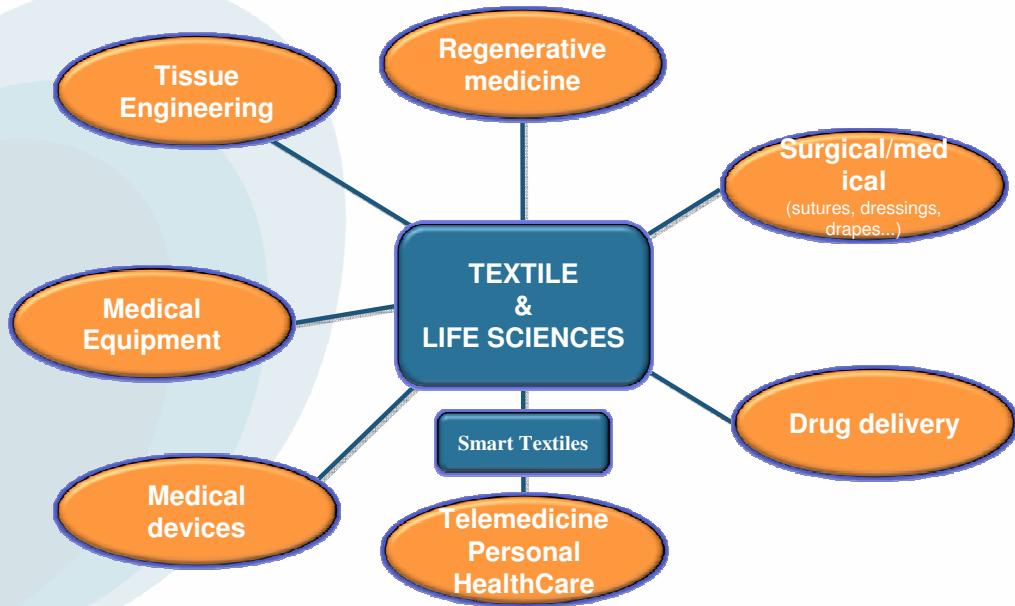 Regenerative
medicine
Tissue
Engineering
Surgical/med
ical
(sutures, dressings,
drapes...)
TEXTILE
&
LIFE SCIENCES
Medical
Equipment
Drug delivery
Smart Textiles
Medical
devices
Telemedicine
Personal
HealthCare